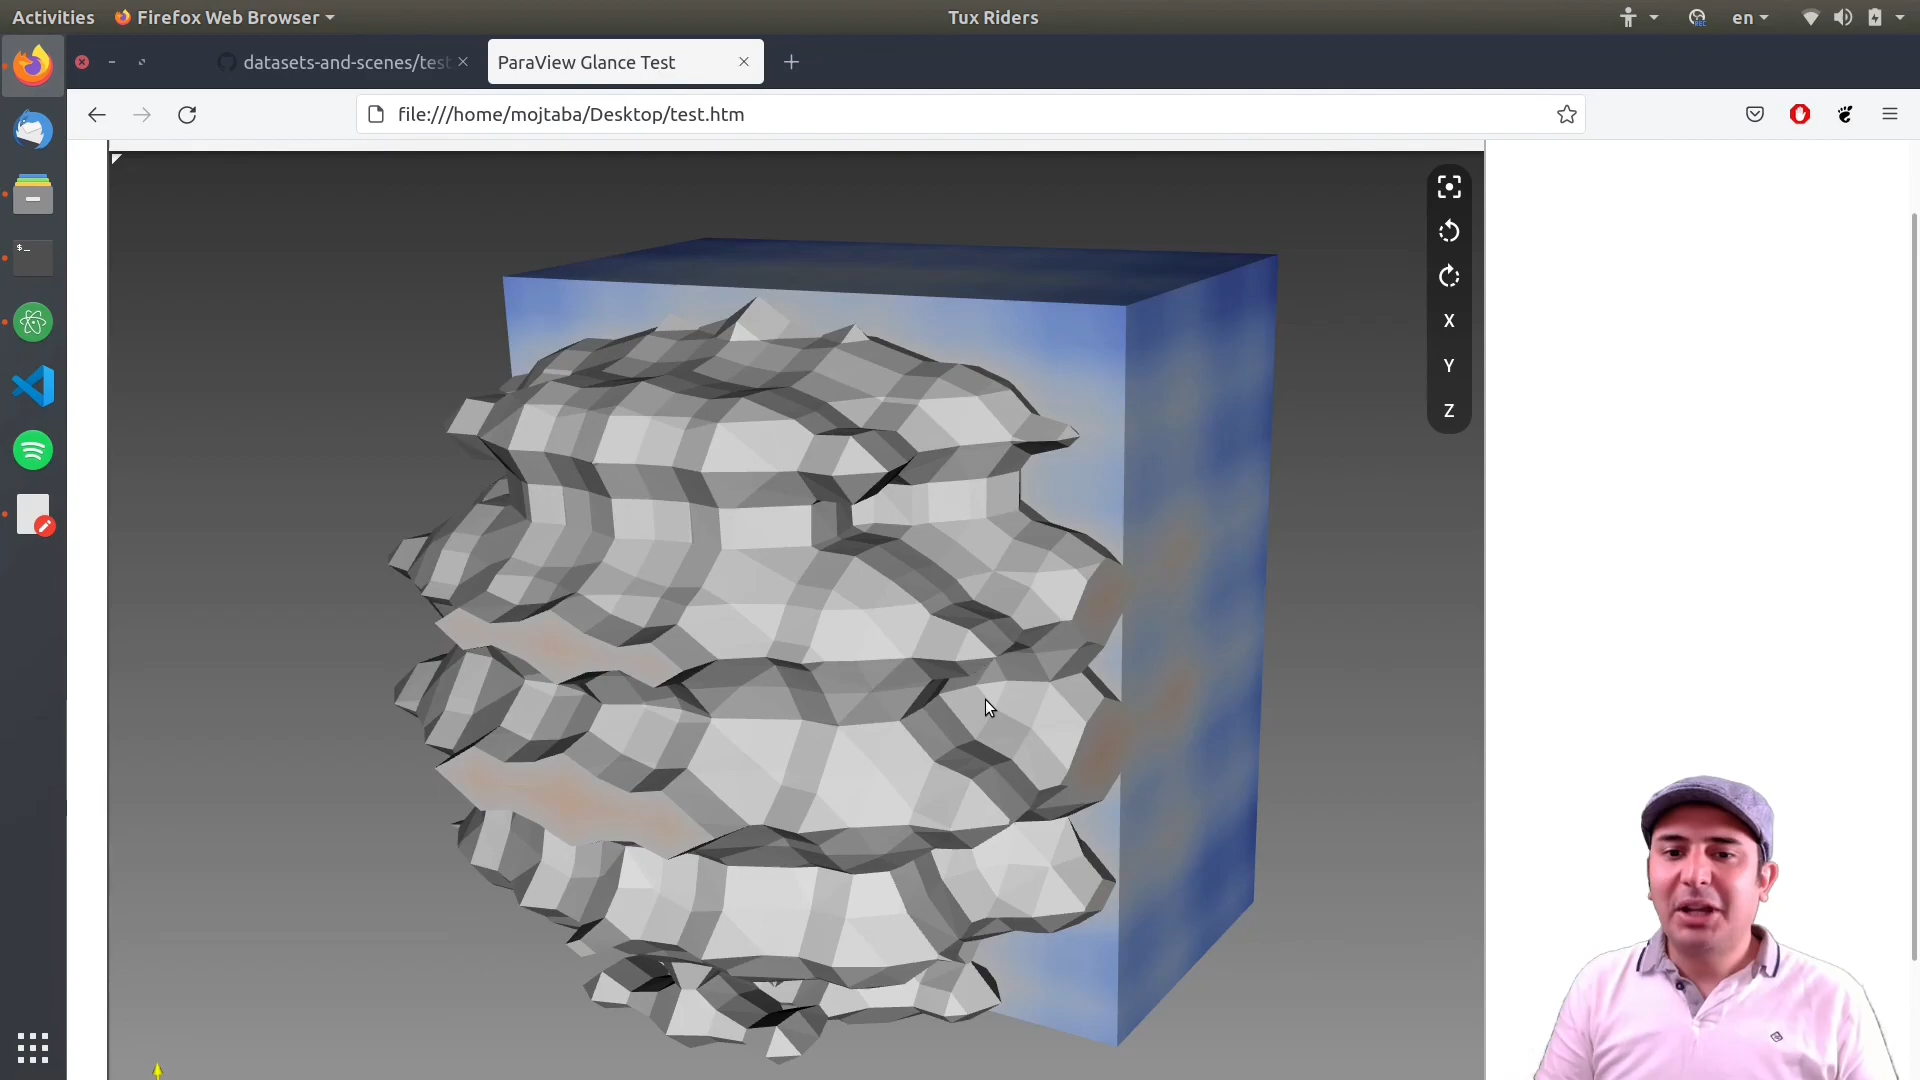 Activities Firefox Web Browser Tux Riders en
datasets-and-scenes/test ParaView Glance Test
file:///home/mojtaba/Desktop/test.htm
X
Y
Z